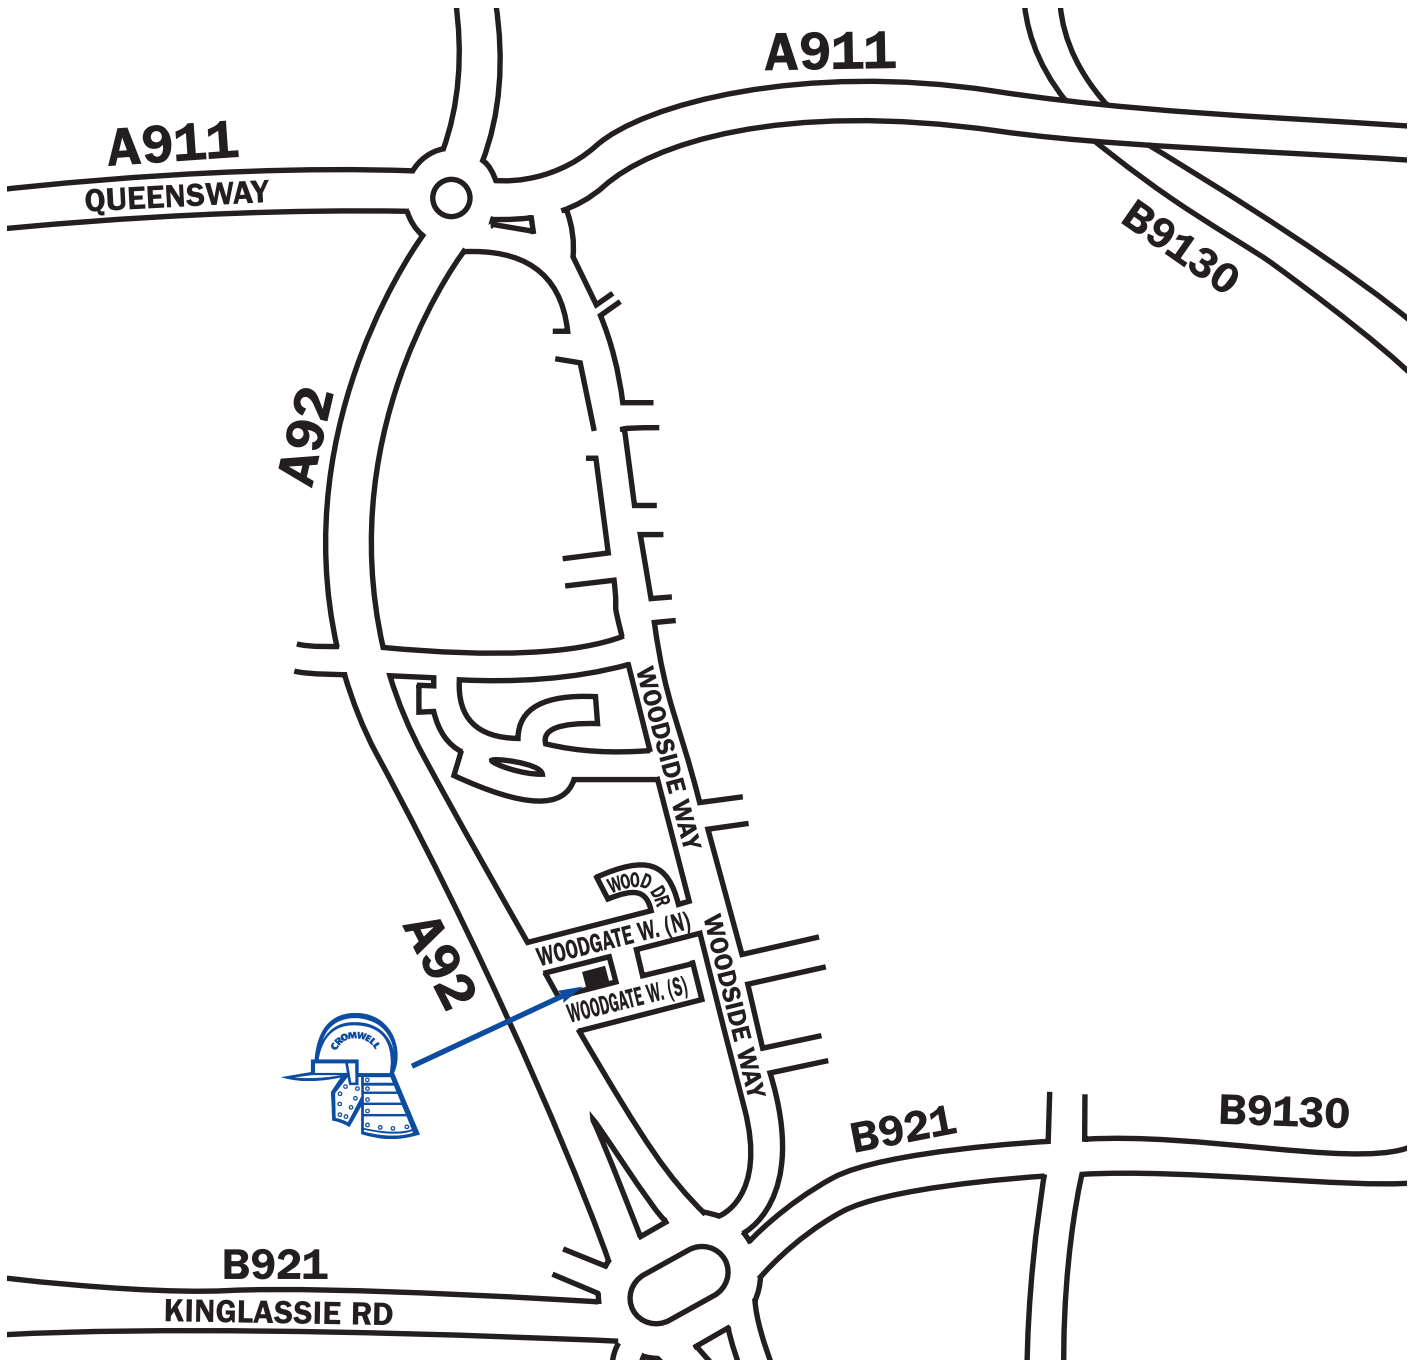 A911
A911
QUEENSWAY
B9130
A92
WOODSIDE WAY
WOOD DR
WOODGATE W. (N)
WOODSIDE WAY
A92
WOODGATE W. (S)
CROMWELL
B921
B9130
B921
KINGLASSIE RD